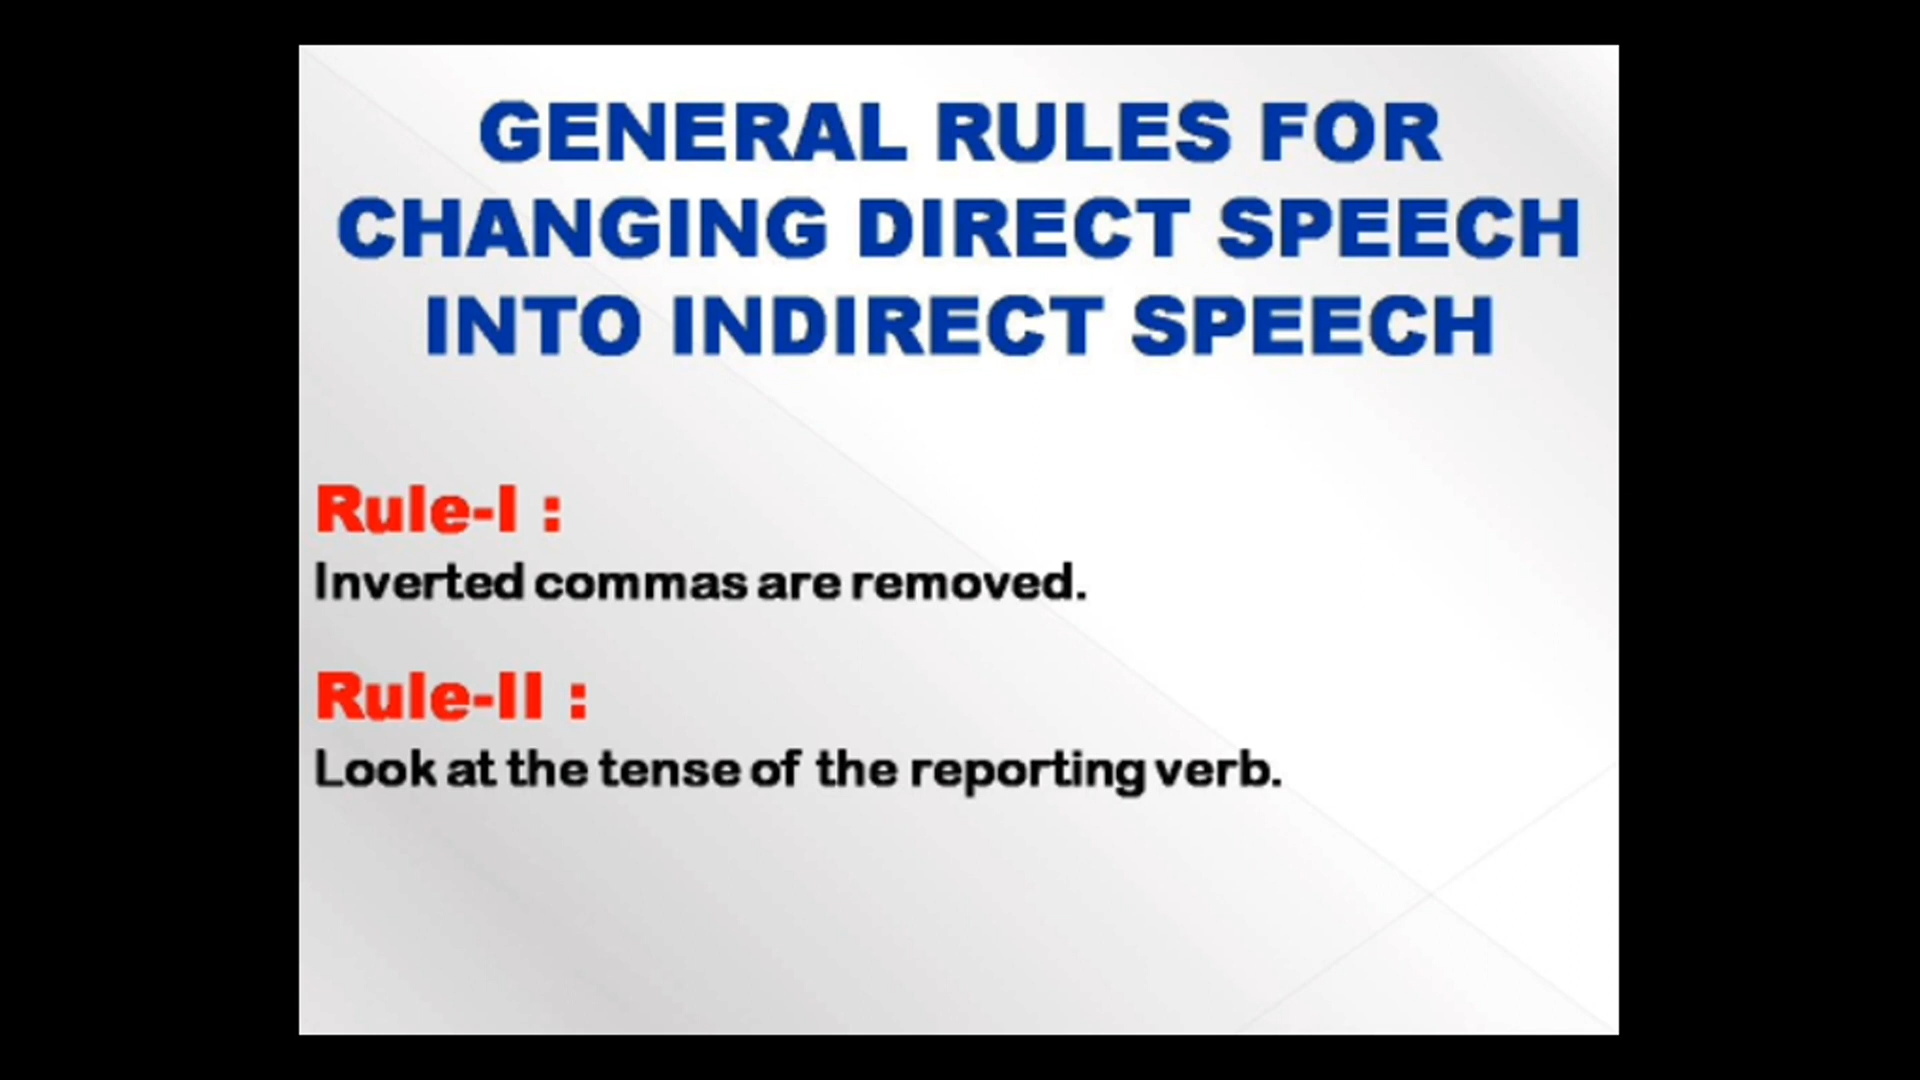 GENERAL RULES FOR
CHANGING DIRECT SPEECH
INTO INDIRECT SPEECH
Rule-I :
Inverted commas are removed.
Rule-II :
Look at the tense of the reporting verb.